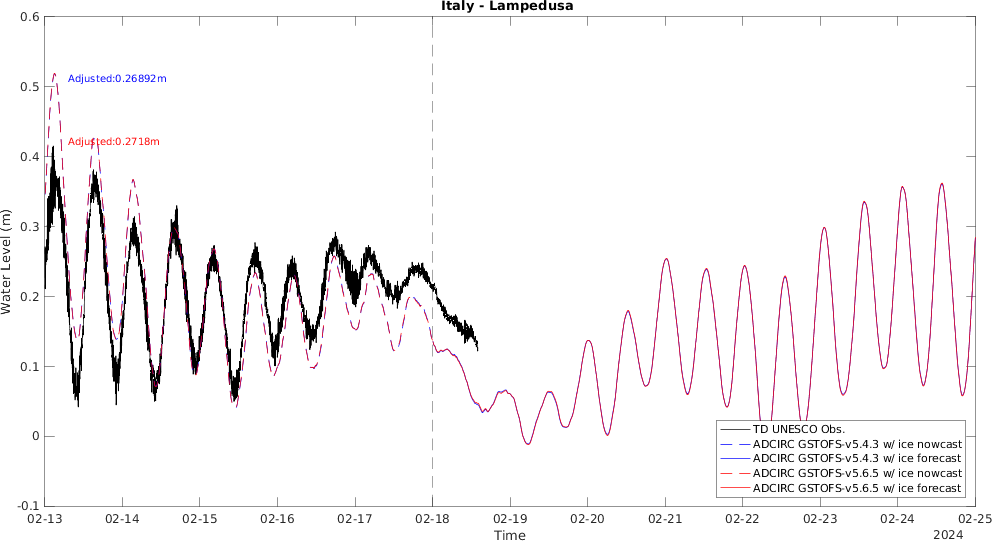 Italy - Lampedusa
0.6
0.5
0.4
0.3
0.2
0.1
0
-0.1
Water Level (m)
Adjusted:0.26892m
Adjusted:0.2718m
TD UNESCO Obs.
ADCIRC GSTOFS-v5.4.3 w/ ice nowcast
ADCIRC GSTOFS-v5.4.3 w/ ice forecast
ADCIRC GSTOFS-v5.6.5 w/ ice nowcast
ADCIRC GSTOFS-v5.6.5 w/ ice forecast
02-13 02-14 02-15 02-16 02-17 02-18 02-19 02-20 02-21 02-22 02-23 02-24 02-25
Time
2024